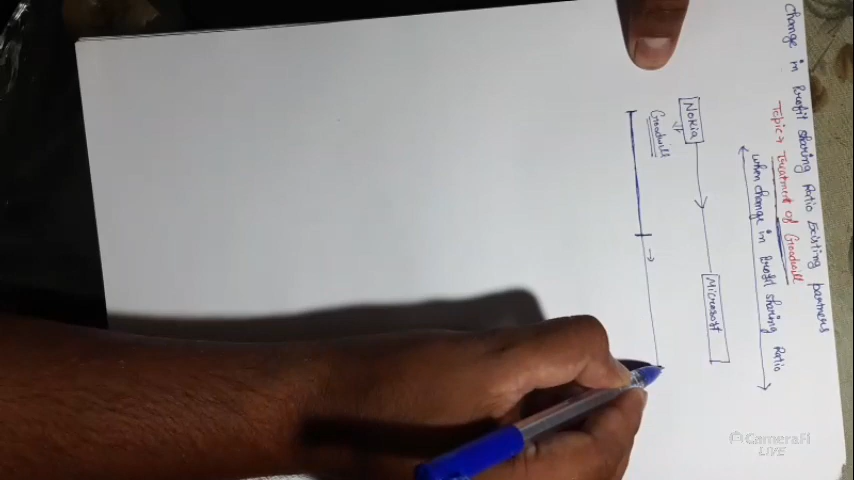 Change in Profit sharing Ratio Existing partners
Topic → Treatment of Goodwill
when change in Profit sharing Ratio
Nokia
Microsoft
Goodwill
CameraFi
LIVE